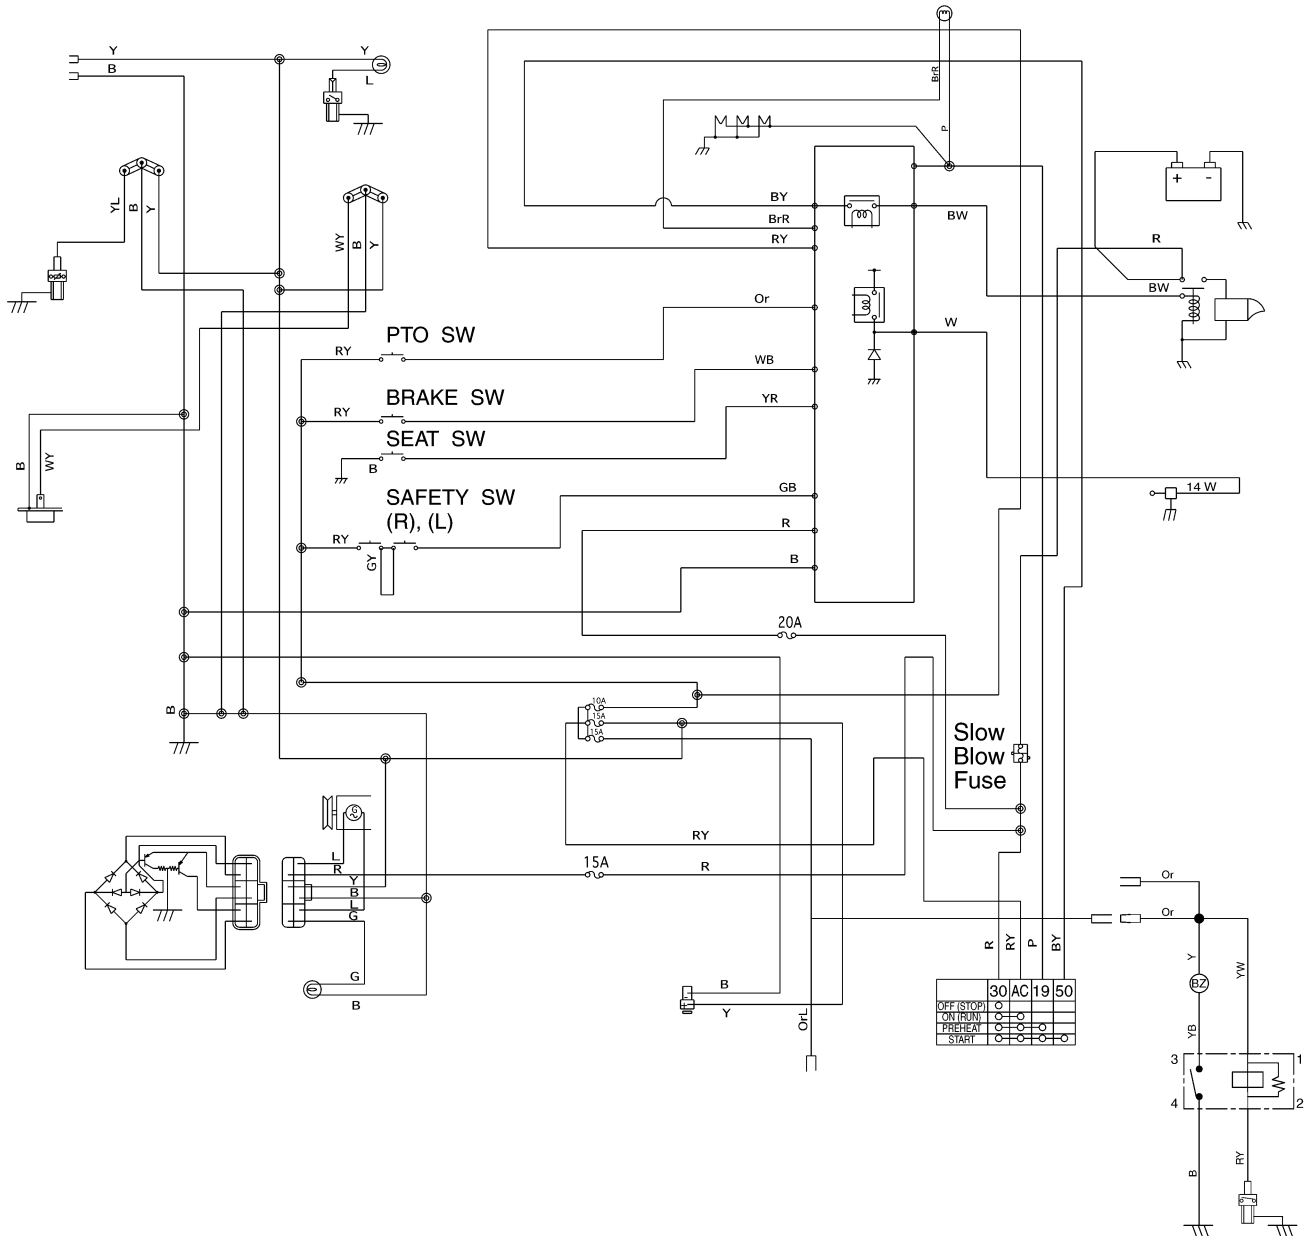 Y
Y
B
L
BrR
P
+ -
YL
B
Y
WY
B
Y
BY
BrR
RY
BW
R
BW
Or
W
PTO SW
RY
WB
BRAKE SW
RY
YR
SEAT SW
B
B
WY
SAFETY SW
(R), (L)
GB
14 W
R
RY
GY
B
20A
B
10A
15A
15A
Slow
Blow
Fuse
RY
G
L
R
Y
B
L
G
15A
R
Or
Or
R
RY
P
BY
Y
YW
G
B
B
Y
OrL
BZ
YB
30 AC 19 50
OFF (STOP)
ON (RUN)
PREHEAT
START
3
1
4
2
B
RY
- +